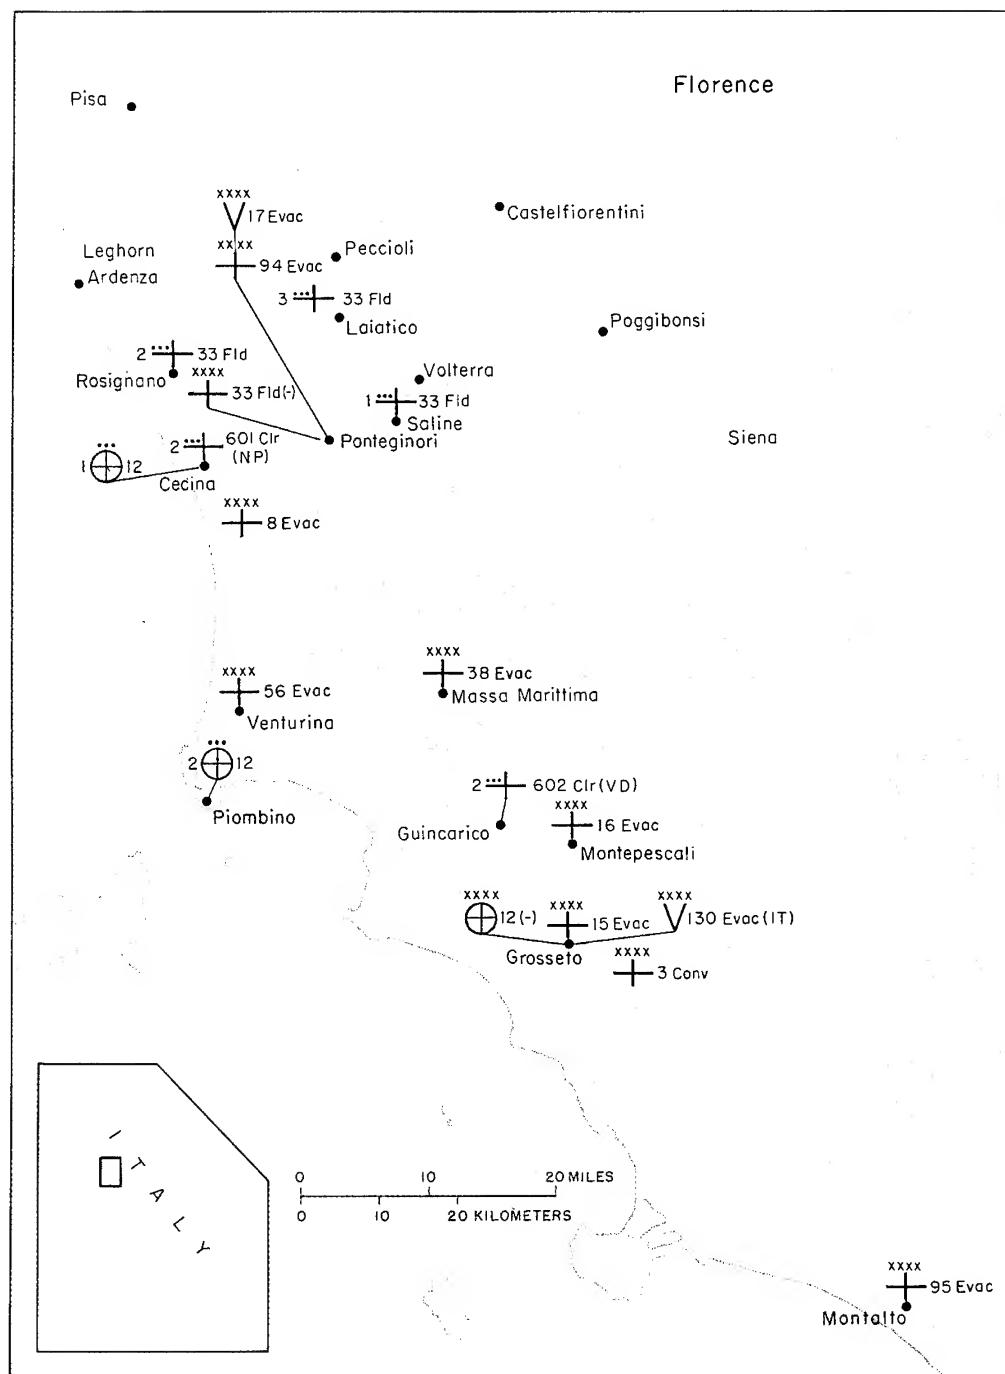 Florence
Pisa
xxxx
17 Evac
Castelfiorentini
xxxx
94 Evac
Peccioli
Leghorn
Ardenza
3 ••• 33 Fld
Laiatico
Poggibonsi
2 ••• 33 Fld
Rosignano
xxxx
33 Fld(-)
Volterra
1 ••• 33 Fld
Saline
Ponteginori
Siena
2 ••• 601 Clr
(NP)
•••
1 12
Cecina
xxxx
8 Evac
xxxx
38 Evac
Massa Marittima
xxxx
56 Evac
Venturina
•••
2 12
Piombino
2 ••• 602 Clr (VD)
Guincarico
xxxx
16 Evac
Montepescali
xxxx
12 (-)
xxxx
15 Evac
xxxx
130 Evac (IT)
Grosseto
xxxx
3 Conv
ITALY
0 10 20 MILES
0 10 20 KILOMETERS
xxxx
95 Evac
Montalto